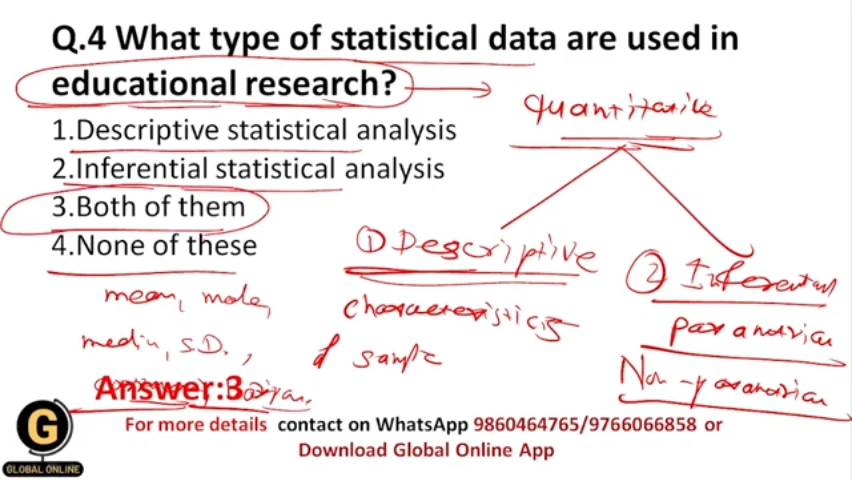 Q.4 What type of statistical data are used in
educational research?
1.Descriptive statistical analysis
2.Inferential statistical analysis
3.Both of them
4.None of these
Quantitative
① Descriptive
characteristics
of sample
② Inferential
parametric
Non-parametric
mean, mode,
median, S.D.,
Answer:3
For more details contact on WhatsApp 9860464765/9766066858 or
Download Global Online App
G
GLOBAL ONLINE